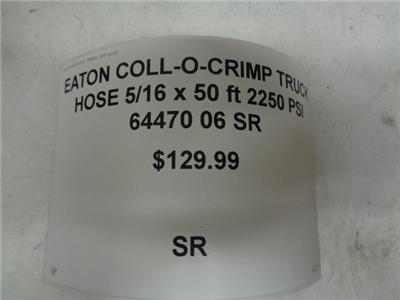 EATON COLL-O-CRIMP TRUCK
HOSE 5/16 x 50 ft 2250 PSI
64470 06 SR
$129.99
SR